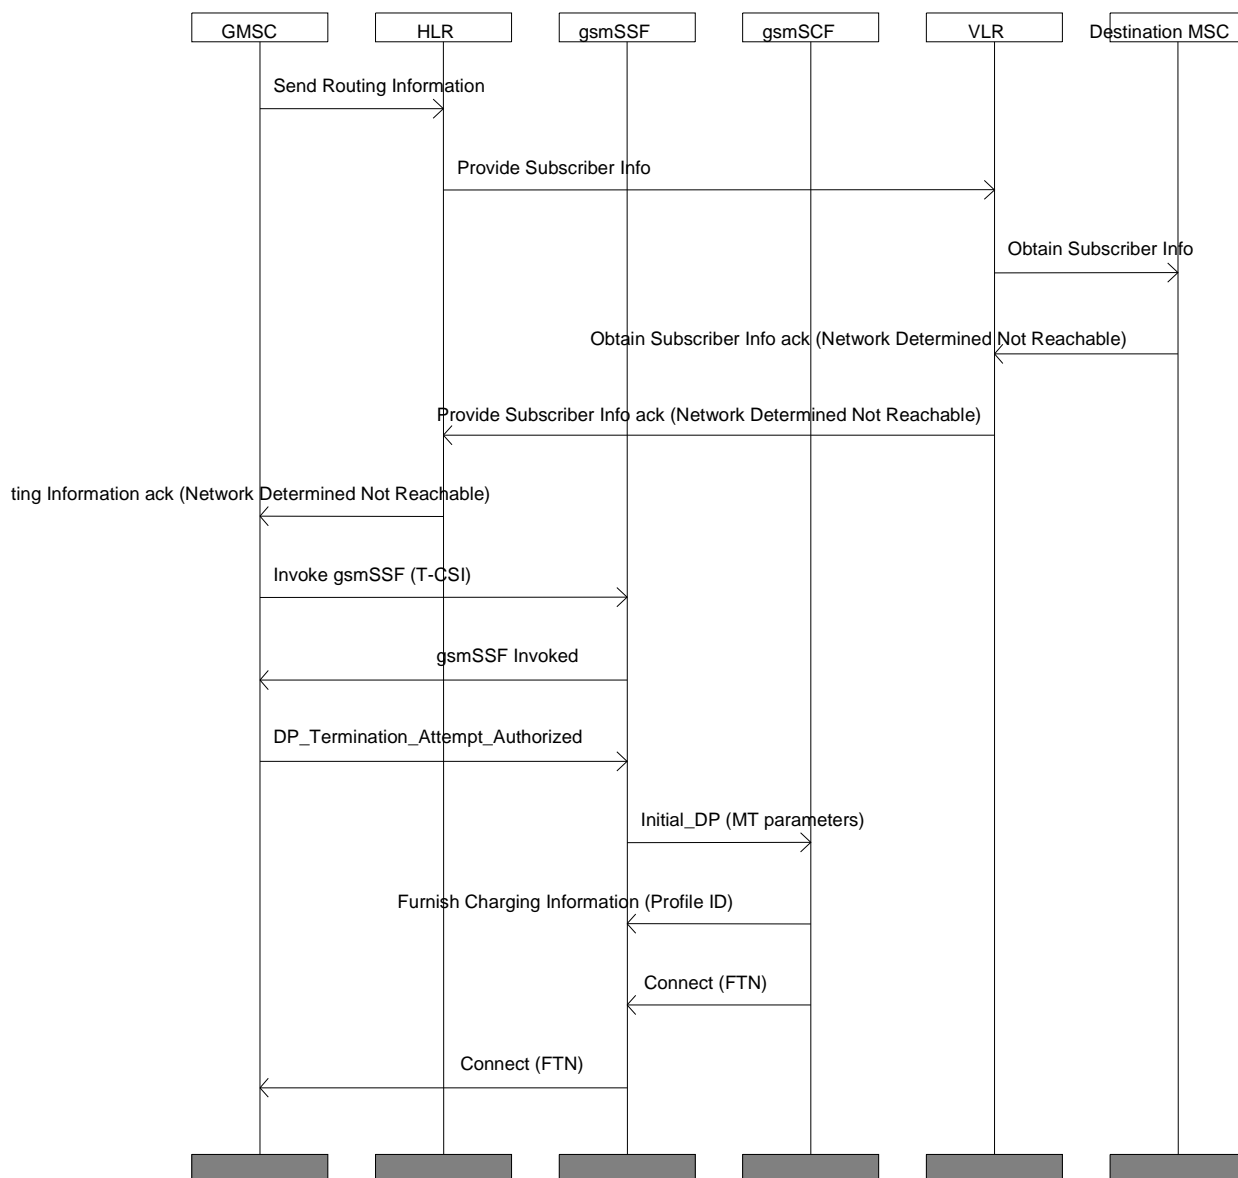 GMSC HLR gsmSSF gsmSCF VLR Destination MSC
Send Routing Information
Provide Subscriber Info
Obtain Subscriber Info
Obtain Subscriber Info ack (Network Determined Not Reachable)
Provide Subscriber Info ack (Network Determined Not Reachable)
ting Information ack (Network Determined Not Reachable)
Invoke gsmSSF (T-CSI)
gsmSSF Invoked
DP_Termination_Attempt_Authorized
Initial_DP (MT parameters)
Furnish Charging Information (Profile ID)
Connect (FTN)
Connect (FTN)